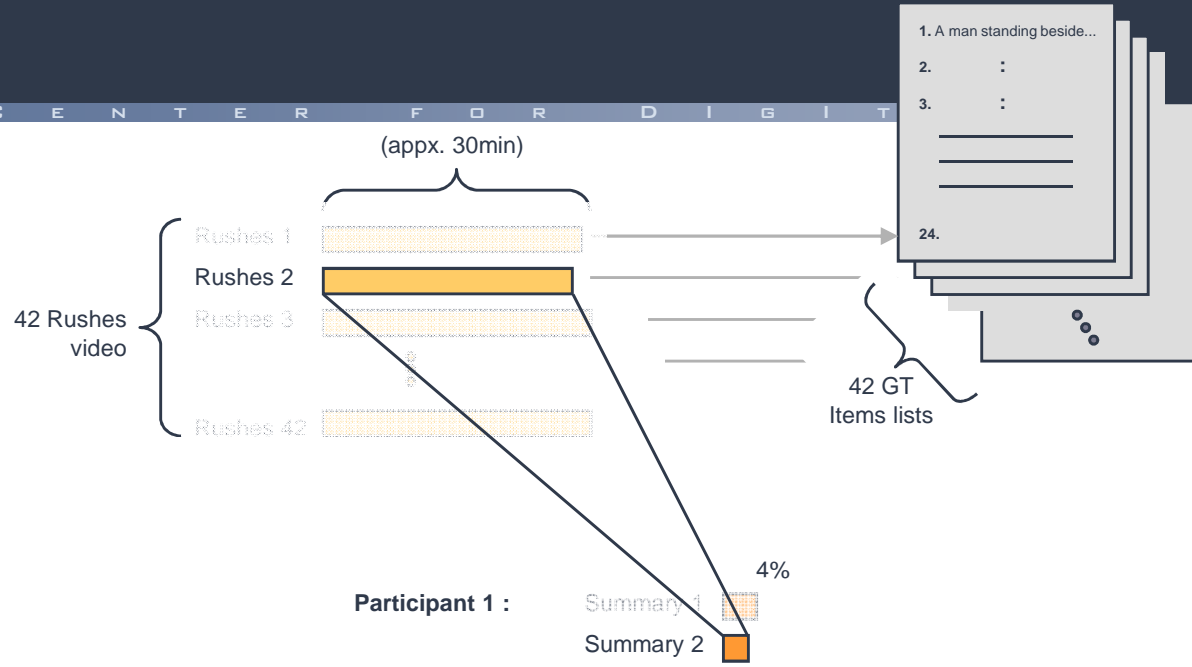 1. A man standing beside...
2. :
3. :
24.
E N T E R F O R D I G I T
(appx. 30min)
Rushes 1
Rushes 2
42 Rushes
video
Rushes 3
Rushes 42
42 GT
Items lists
4%
Participant 1 :
Summary 1
Summary 2